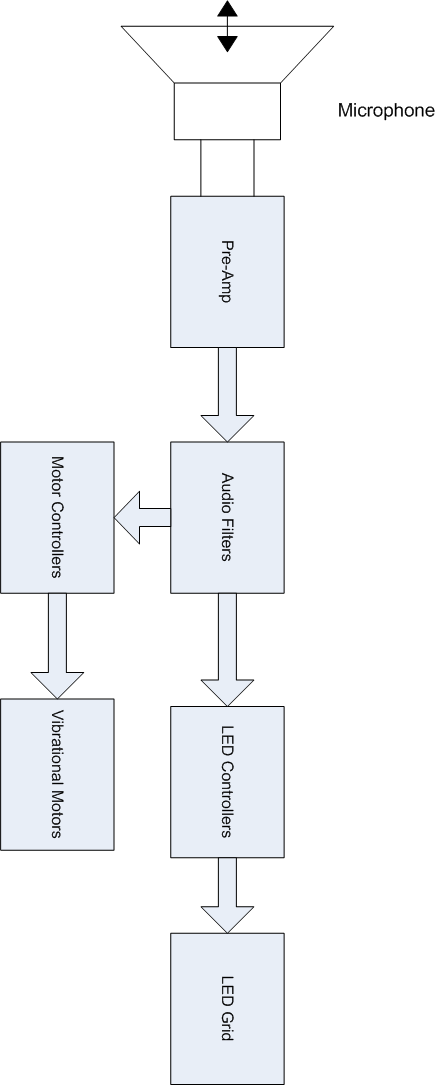 Microphone
Pre-Amp
Audio Filters
Motor Controllers
Vibrational Motors
LED Controllers
LED Grid